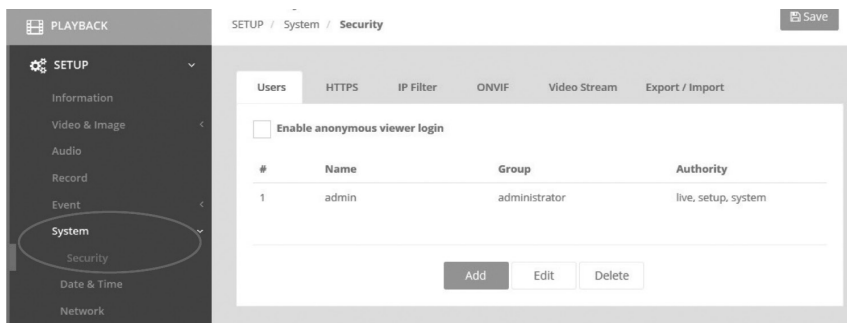 PLAYBACK
SETUP / System / Security
Save
SETUP
Information
Video & Image
Audio
Record
Event
System
Security
Date & Time
Network
Users HTTPS IP Filter ONVIF Video Stream Export / Import
Enable anonymous viewer login
# Name Group Authority
1 admin administrator live, setup, system
Add Edit Delete